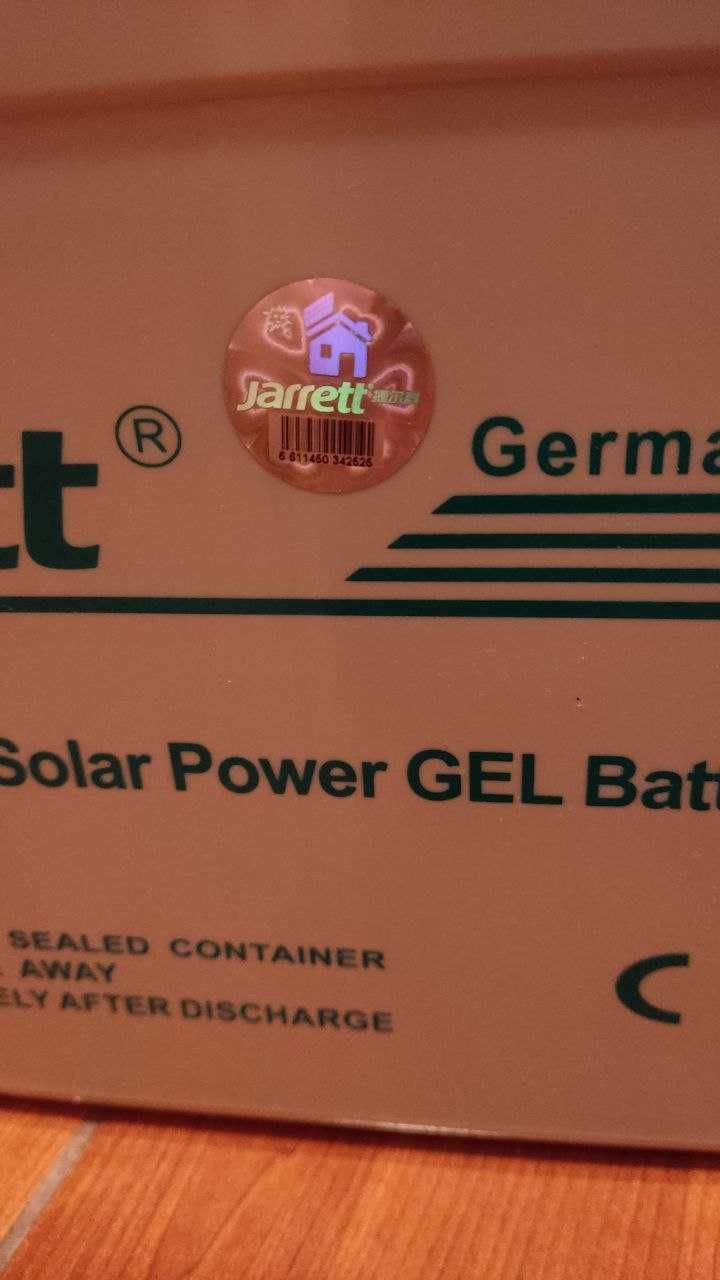 Jarrett
6 611460 342525
tt ®
Germa
Solar Power GEL Batt
SEALED CONTAINER
AWAY
ELY AFTER DISCHARGE
C